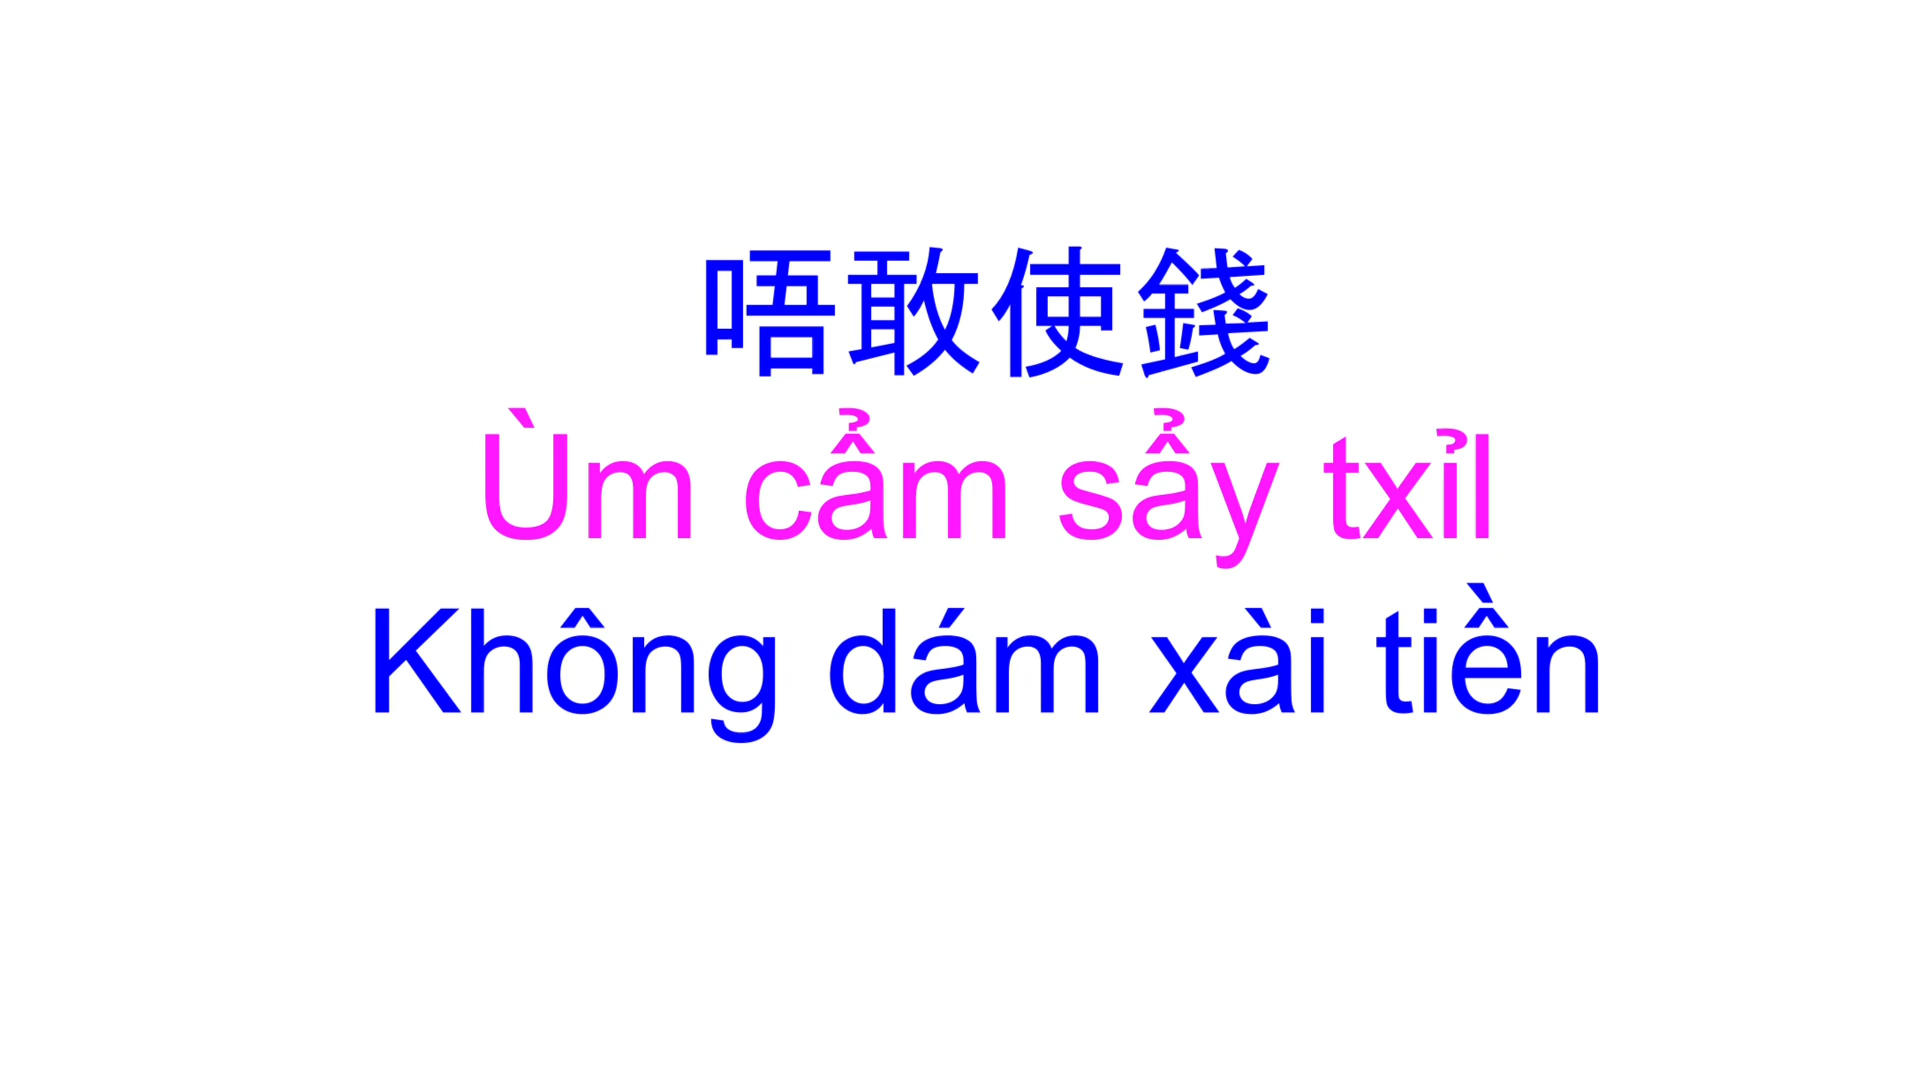 唔敢使錢
Ùm cẩm sẩy txỉl
Không dám xài tiền